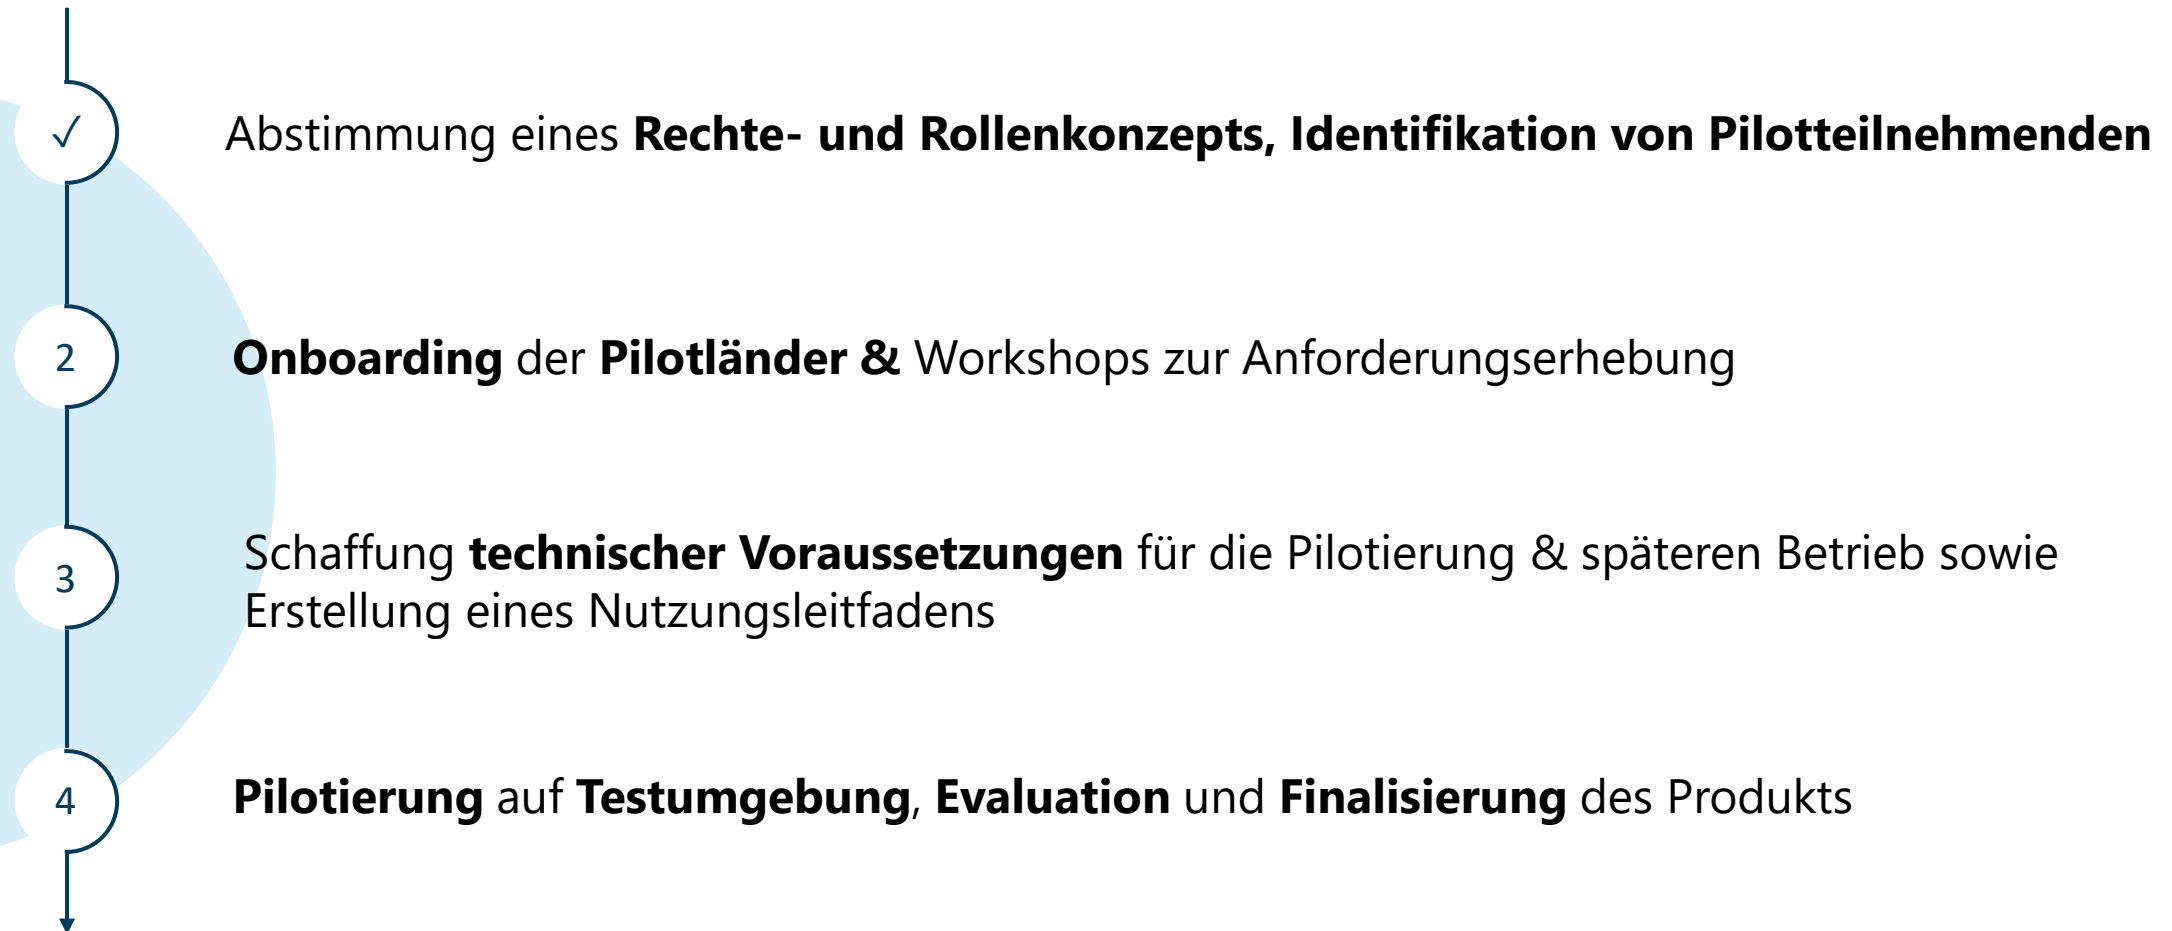 ✓
Abstimmung eines Rechte- und Rollenkonzepts, Identifikation von Pilotteilnehmenden
2
Onboarding der Pilotländer & Workshops zur Anforderungserhebung
3
Schaffung technischer Voraussetzungen für die Pilotierung & späteren Betrieb sowie
Erstellung eines Nutzungsleitfadens
4
Pilotierung auf Testumgebung, Evaluation und Finalisierung des Produkts